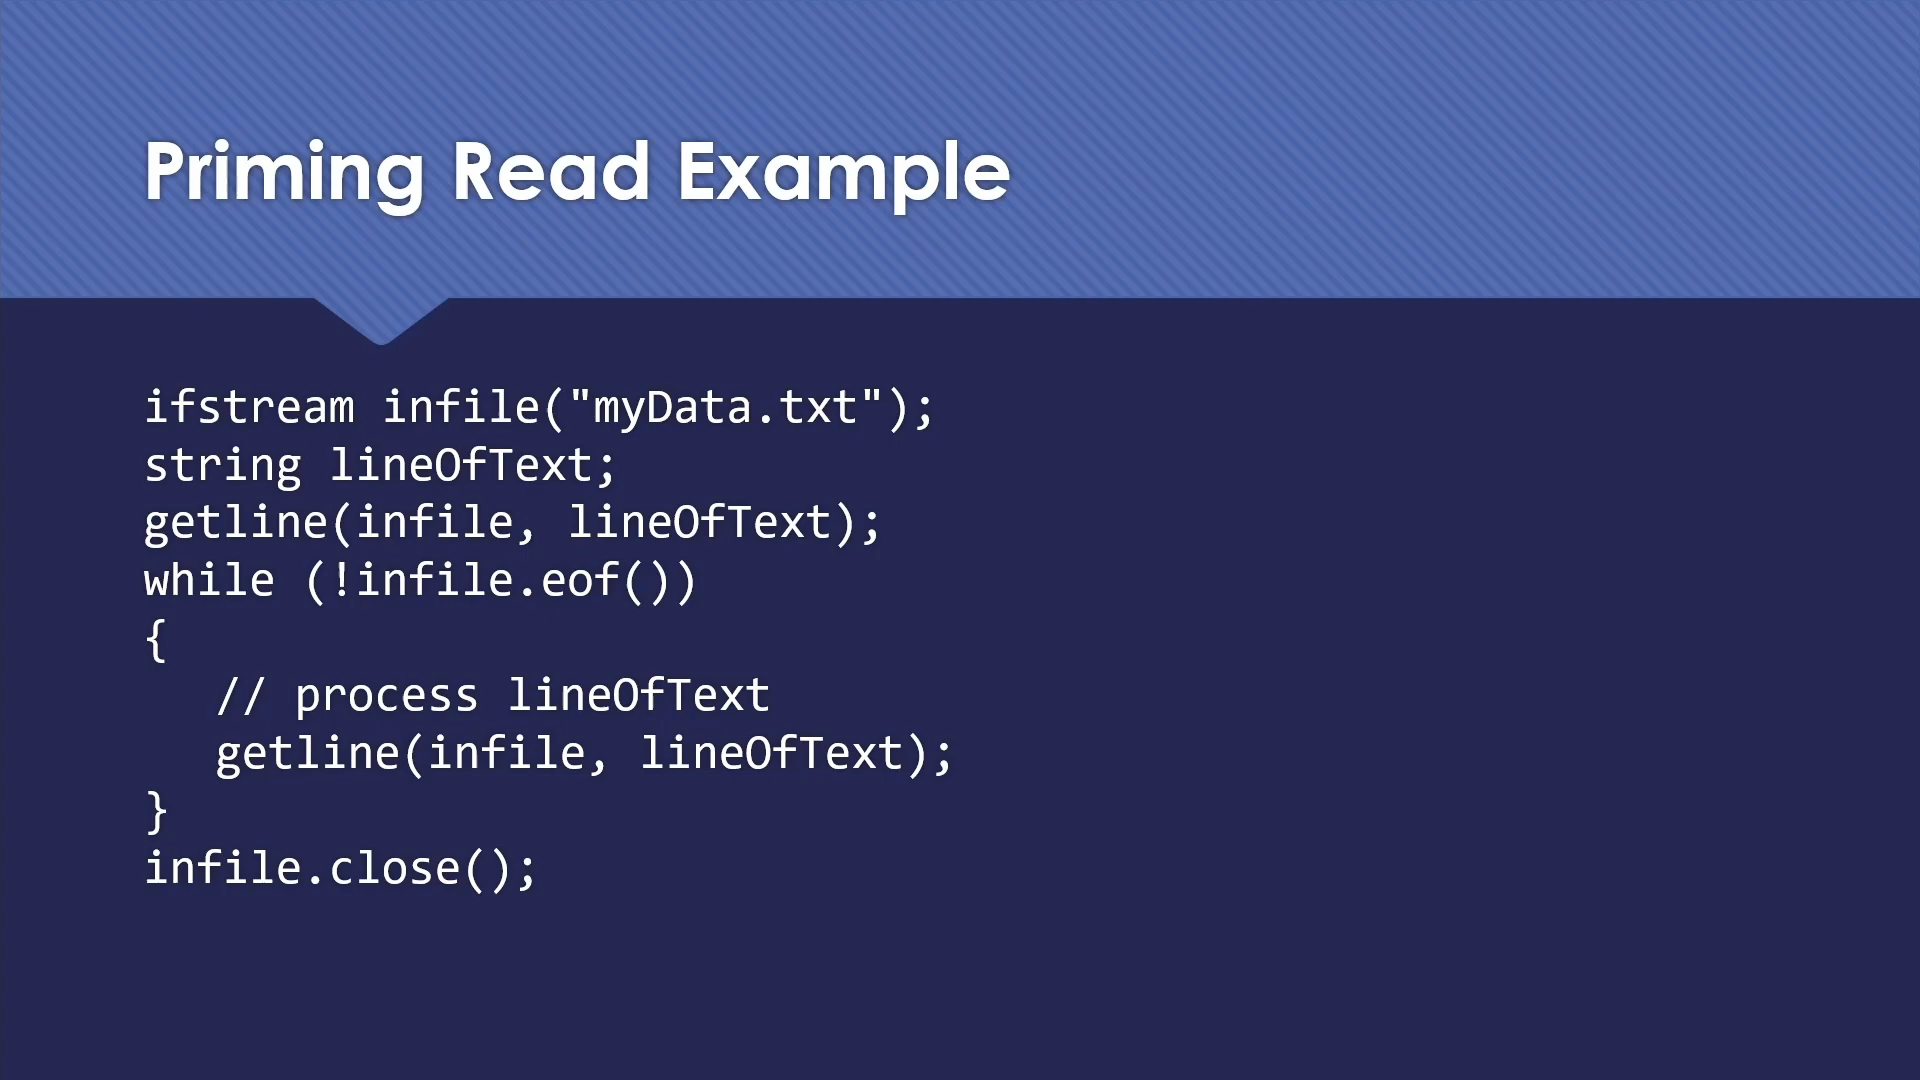 Priming Read Example
ifstream infile("myData.txt");
string lineOfText;
getline(infile, lineOfText);
while (!infile.eof())
{
// process lineOfText
getline(infile, lineOfText);
}
infile.close();